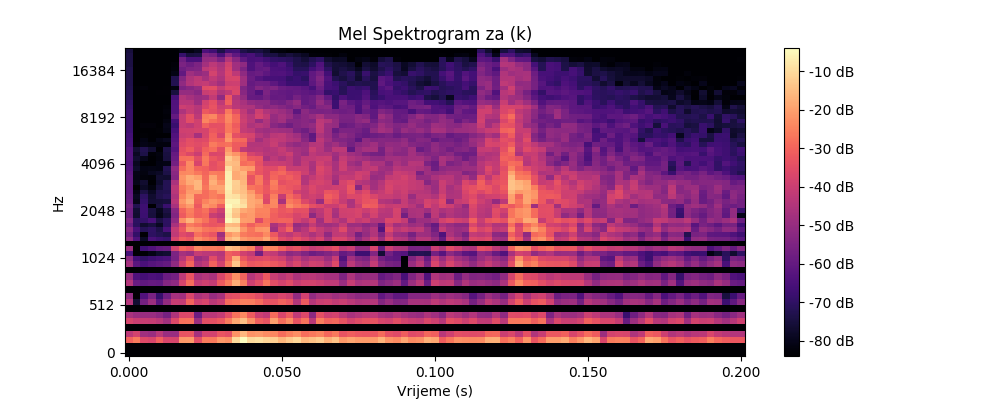 Mel Spektrogram za (k)
16384
8192
4096
2048
1024
512
0
Hz
0.000 0.050 0.100 0.150 0.200
Vrijeme (s)
-10 dB
-20 dB
-30 dB
-40 dB
-50 dB
-60 dB
-70 dB
-80 dB